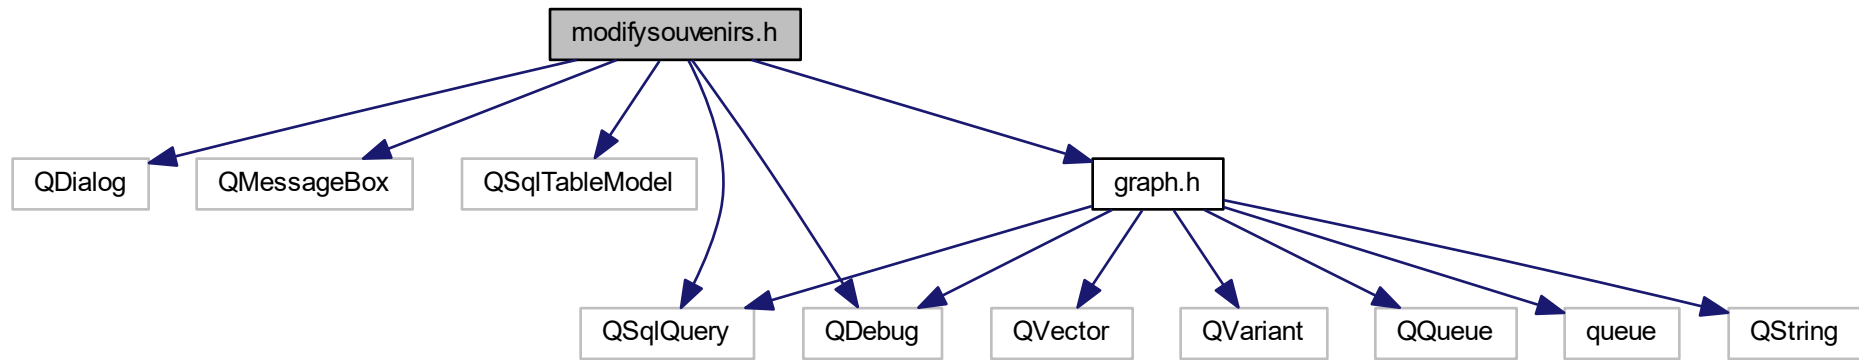 modifysouvenirs.h
QDialog
QMessageBox
QSqlTableModel
graph.h
QSqlQuery
QDebug
QVector
QVariant
QQueue
queue
QString